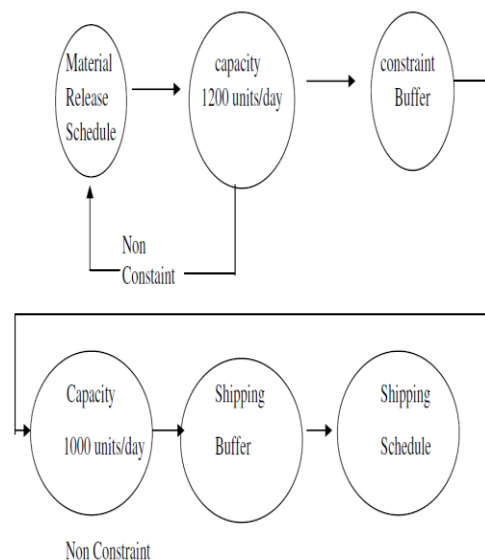 Material
Release
Schedule
capacity
1200 units/day
constraint
Buffer
Non
Constaint
Capacity
1000 units/day
Shipping
Buffer
Shipping
Schedule
Non Constraint